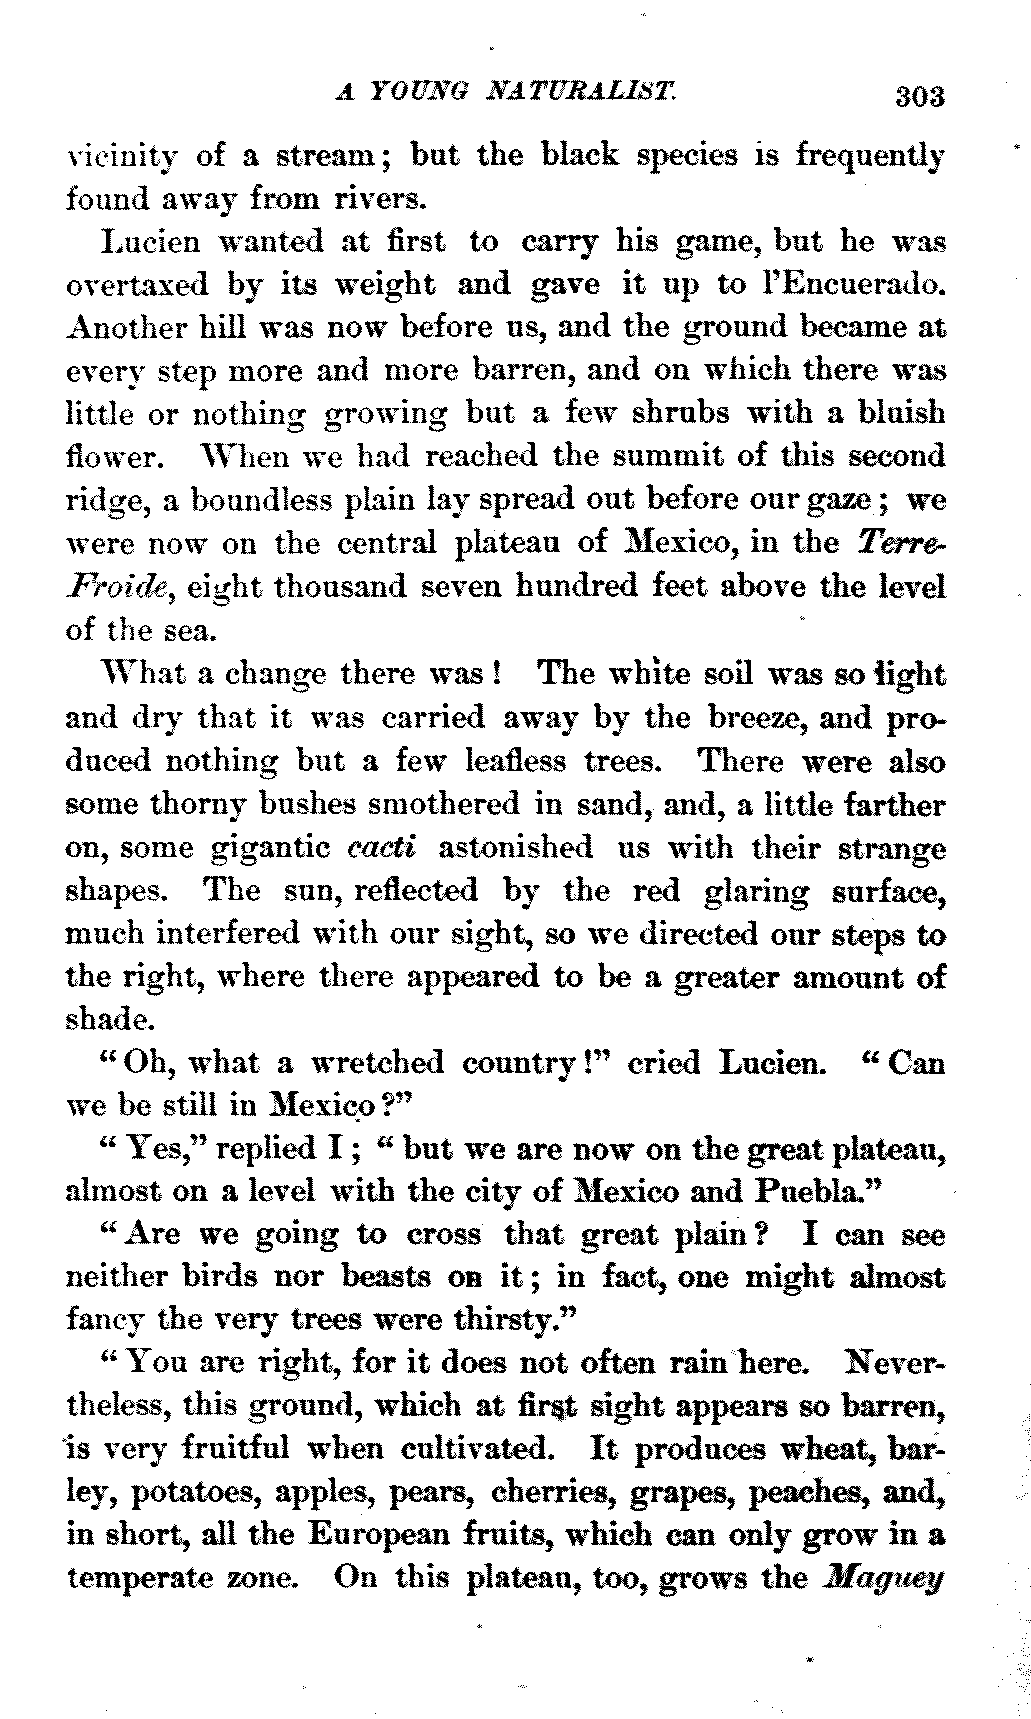 A YOUNG NATURALIST. 303
vicinity of a stream; but the black species is frequently
found away from rivers.
Lucien wanted at first to carry his game, but he was
overtaxed by its weight and gave it up to l'Encuerado.
Another hill was now before us, and the ground became at
every step more and more barren, and on which there was
little or nothing growing but a few shrubs with a bluish
flower. When we had reached the summit of this second
ridge, a boundless plain lay spread out before our gaze; we
were now on the central plateau of Mexico, in the Terre-
Froide, eight thousand seven hundred feet above the level
of the sea.
What a change there was! The white soil was so light
and dry that it was carried away by the breeze, and pro-
duced nothing but a few leafless trees. There were also
some thorny bushes smothered in sand, and, a little farther
on, some gigantic cacti astonished us with their strange
shapes. The sun, reflected by the red glaring surface,
much interfered with our sight, so we directed our steps to
the right, where there appeared to be a greater amount of
shade.
"Oh, what a wretched country!" cried Lucien. "Can
we be still in Mexico?"
"Yes," replied I; "but we are now on the great plateau,
almost on a level with the city of Mexico and Puebla."
"Are we going to cross that great plain? I can see
neither birds nor beasts on it; in fact, one might almost
fancy the very trees were thirsty."
"You are right, for it does not often rain here. Never-
theless, this ground, which at first sight appears so barren,
is very fruitful when cultivated. It produces wheat, bar-
ley, potatoes, apples, pears, cherries, grapes, peaches, and,
in short, all the European fruits, which can only grow in a
temperate zone. On this plateau, too, grows the Maguey